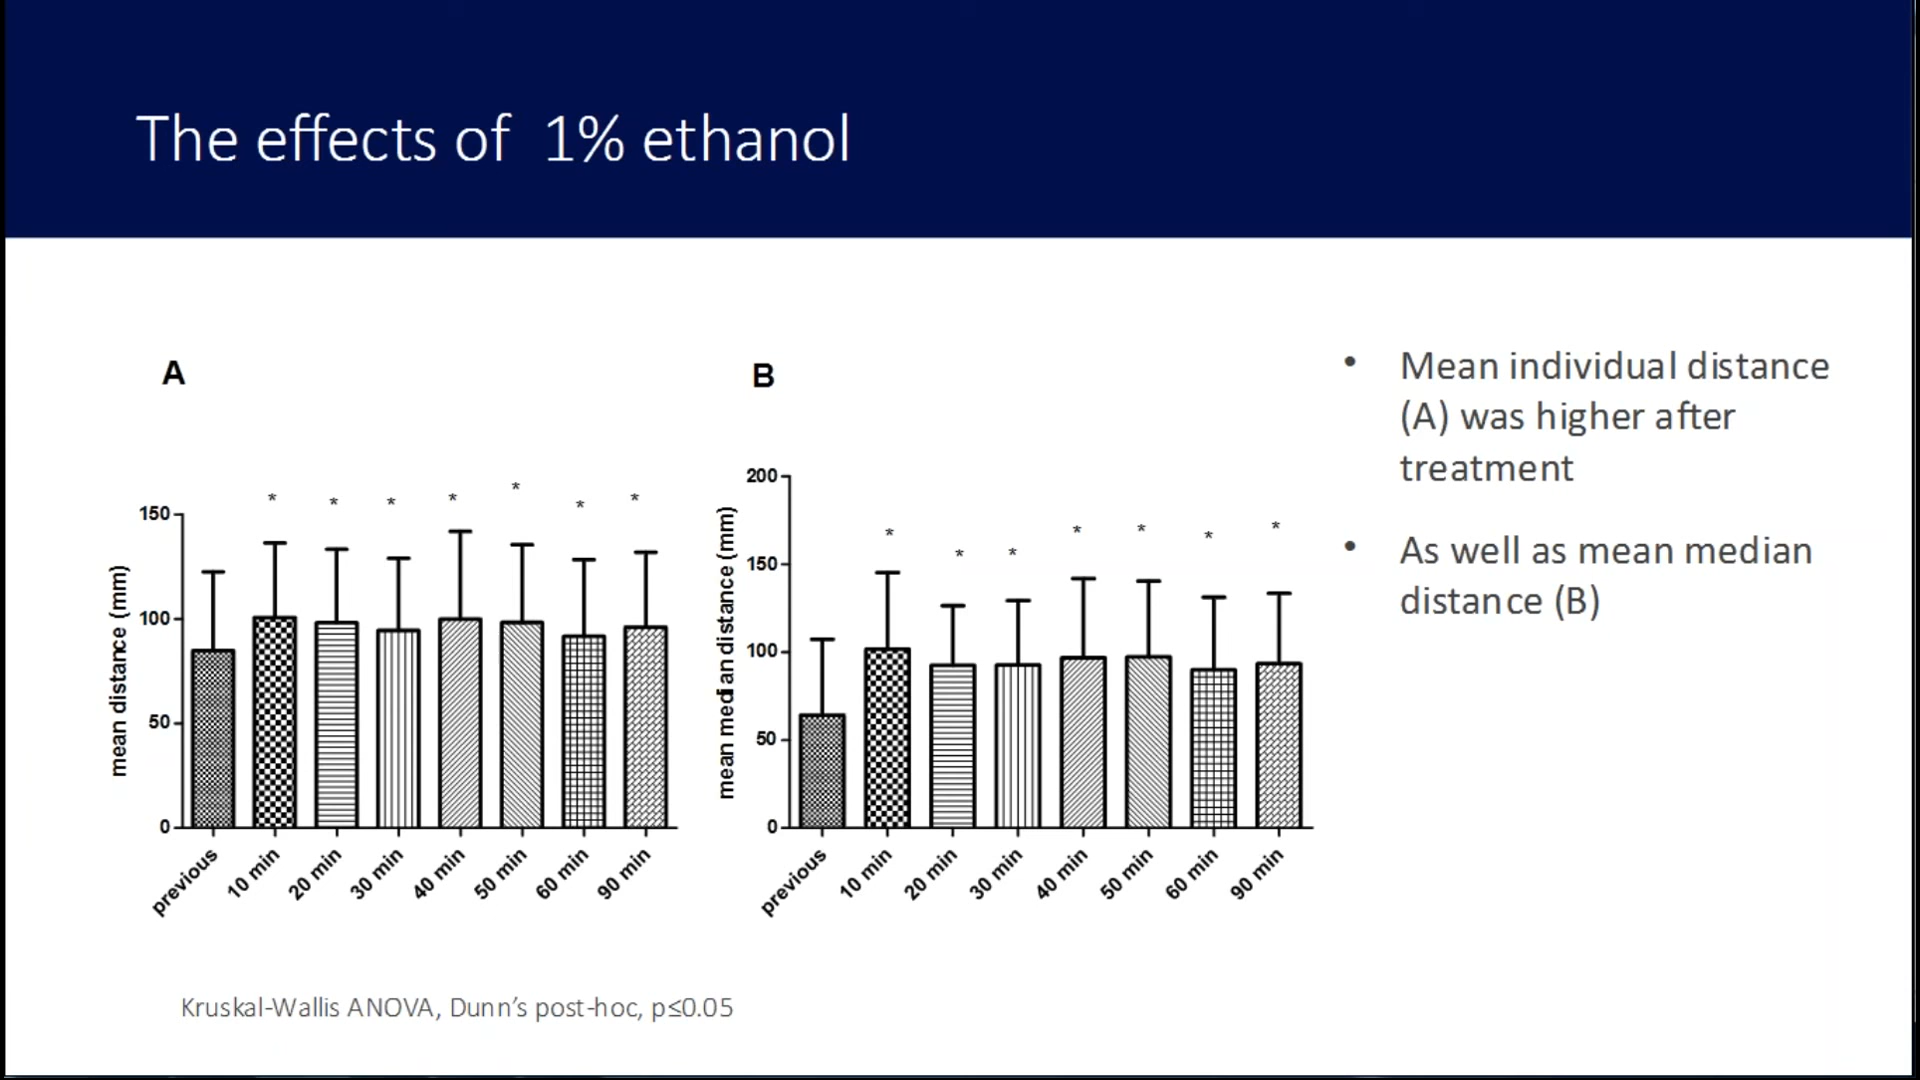 The effects of 1% ethanol
A
150
100
50
0
mean distance (mm)
* * * * * * *
previous
10 min
20 min
30 min
40 min
50 min
60 min
90 min
B
200
150
100
50
0
mean median distance (mm)
* * * * * * *
previous
10 min
20 min
30 min
40 min
50 min
60 min
90 min
• Mean individual distance
(A) was higher after
treatment
• As well as mean median
distance (B)
Kruskal-Wallis ANOVA, Dunn’s post-hoc, p≤0.05